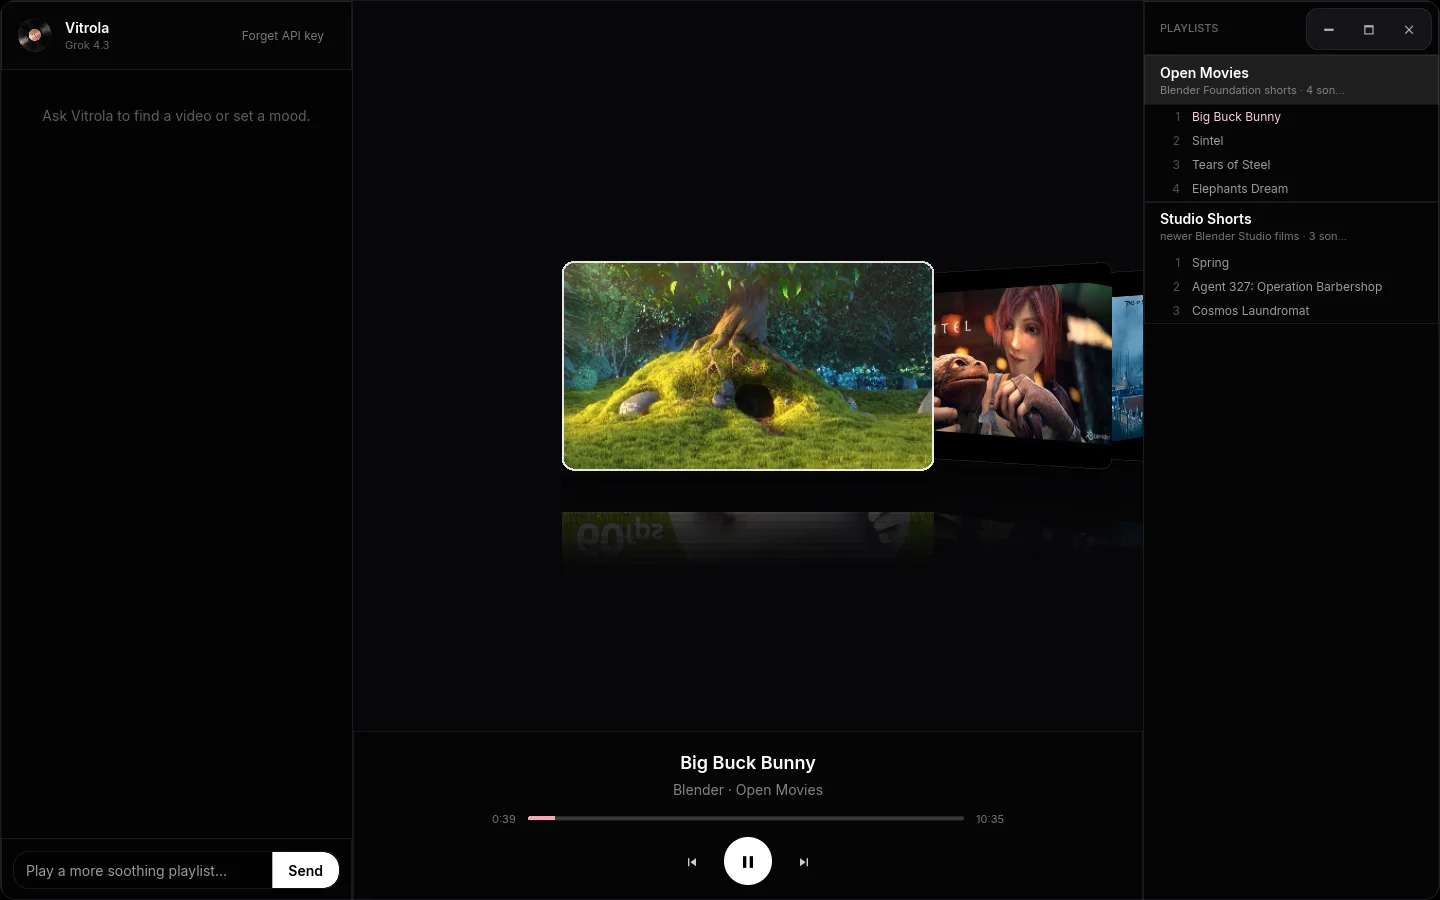 Vitrola
Grok 4.3
Forget API key
Ask Vitrola to find a video or set a mood.
Play a more soothing playlist...
Send
NTEL
blender
60fps
Big Buck Bunny
Blender · Open Movies
0:39
10:35
PLAYLISTS
Open Movies
Blender Foundation shorts · 4 son...
1 Big Buck Bunny
2 Sintel
3 Tears of Steel
4 Elephants Dream
Studio Shorts
newer Blender Studio films · 3 son...
1 Spring
2 Agent 327: Operation Barbershop
3 Cosmos Laundromat